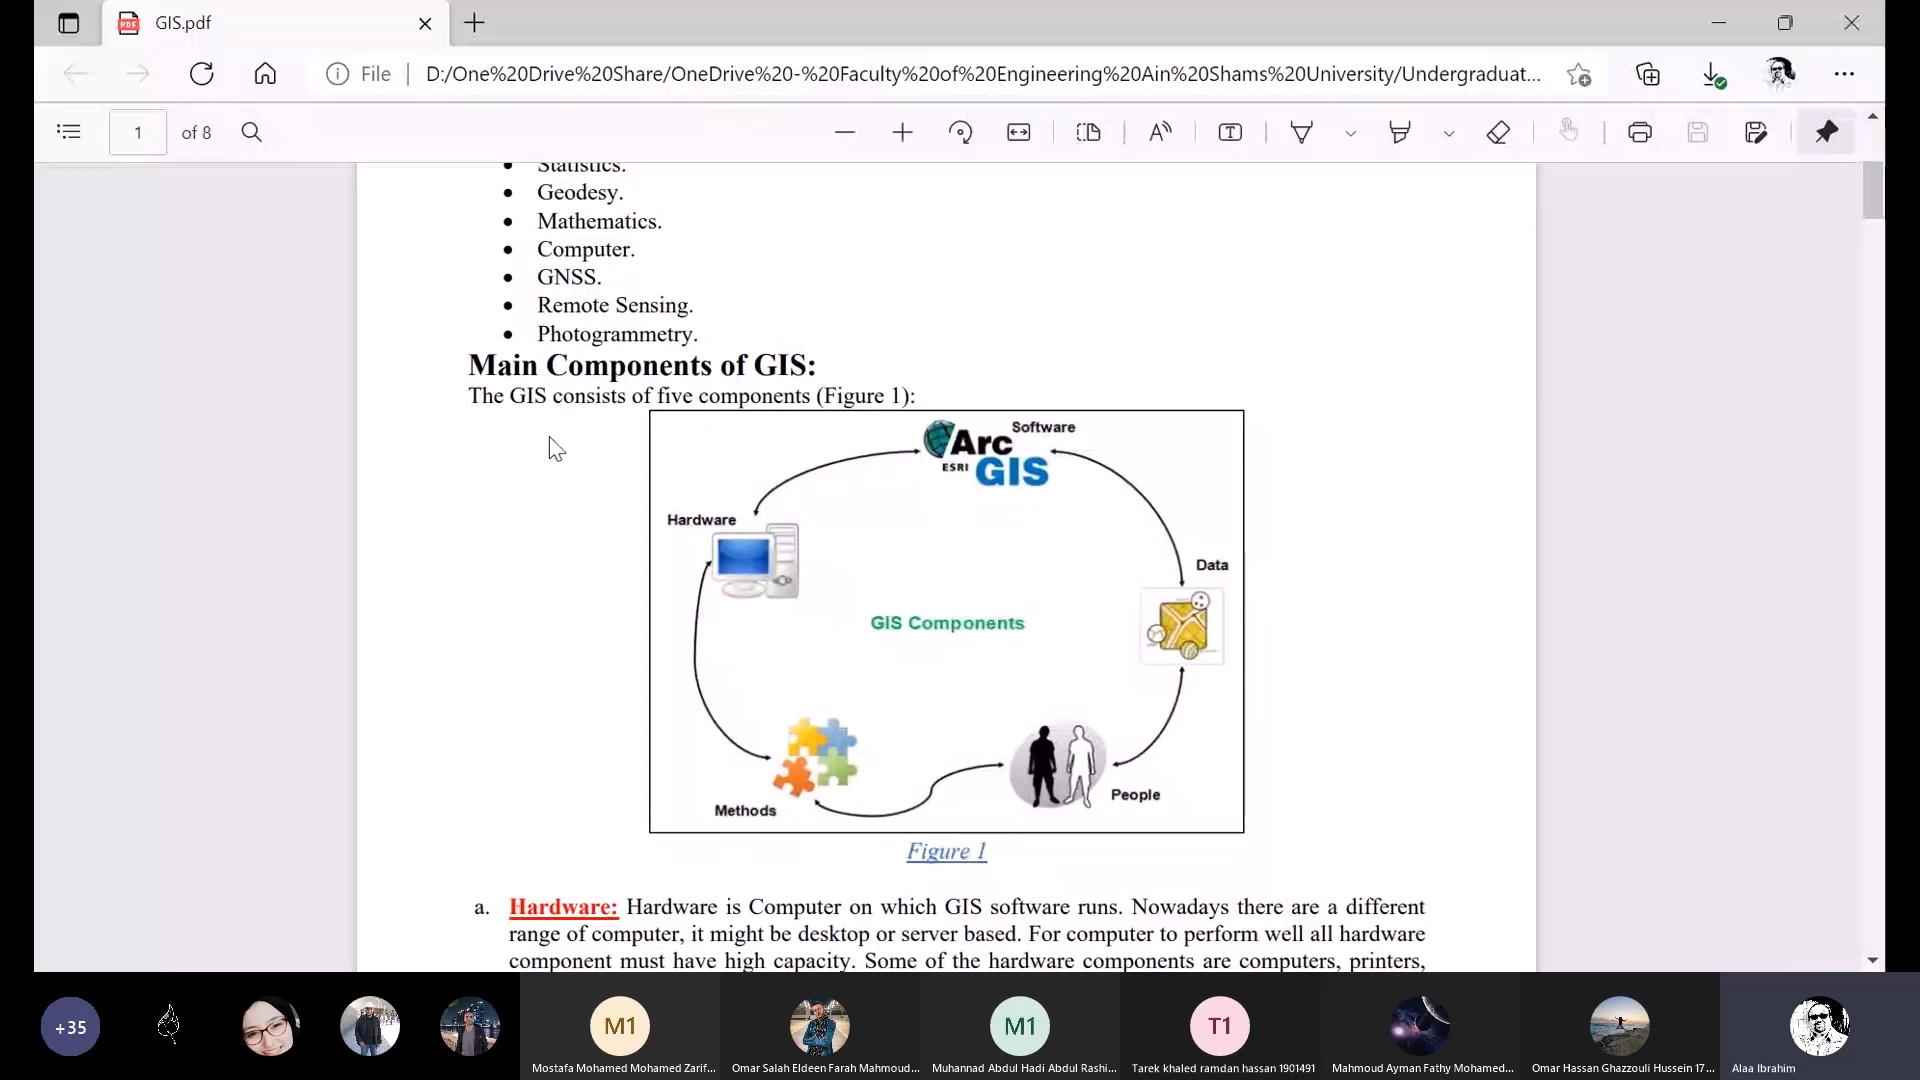 GIS.pdf
File
D:/One%20Drive%20Share/OneDrive%20-%20Faculty%20of%20Engineering%20Ain%20Shams%20University/Undergraduat...
1 of 8
• Statistics.
• Geodesy.
• Mathematics.
• Computer.
• GNSS.
• Remote Sensing.
• Photogrammetry.
Main Components of GIS:
The GIS consists of five components (Figure 1):
Software
Arc
ESRI GIS
Hardware
Data
GIS Components
People
Methods
Figure 1
a. Hardware: Hardware is Computer on which GIS software runs. Nowadays there are a different
range of computer, it might be desktop or server based. For computer to perform well all hardware
component must have high capacity. Some of the hardware components are computers, printers,
+35
M1
M1
T1
Mostafa Mohamed Mohamed Zarif...
Omar Salah Eldeen Farah Mahmoud...
Muhannad Abdul Hadi Abdul Rashi...
Tarek khaled ramdan hassan 1901491
Mahmoud Ayman Fathy Mohamed...
Omar Hassan Ghazzouli Hussein 17...
Alaa Ibrahim